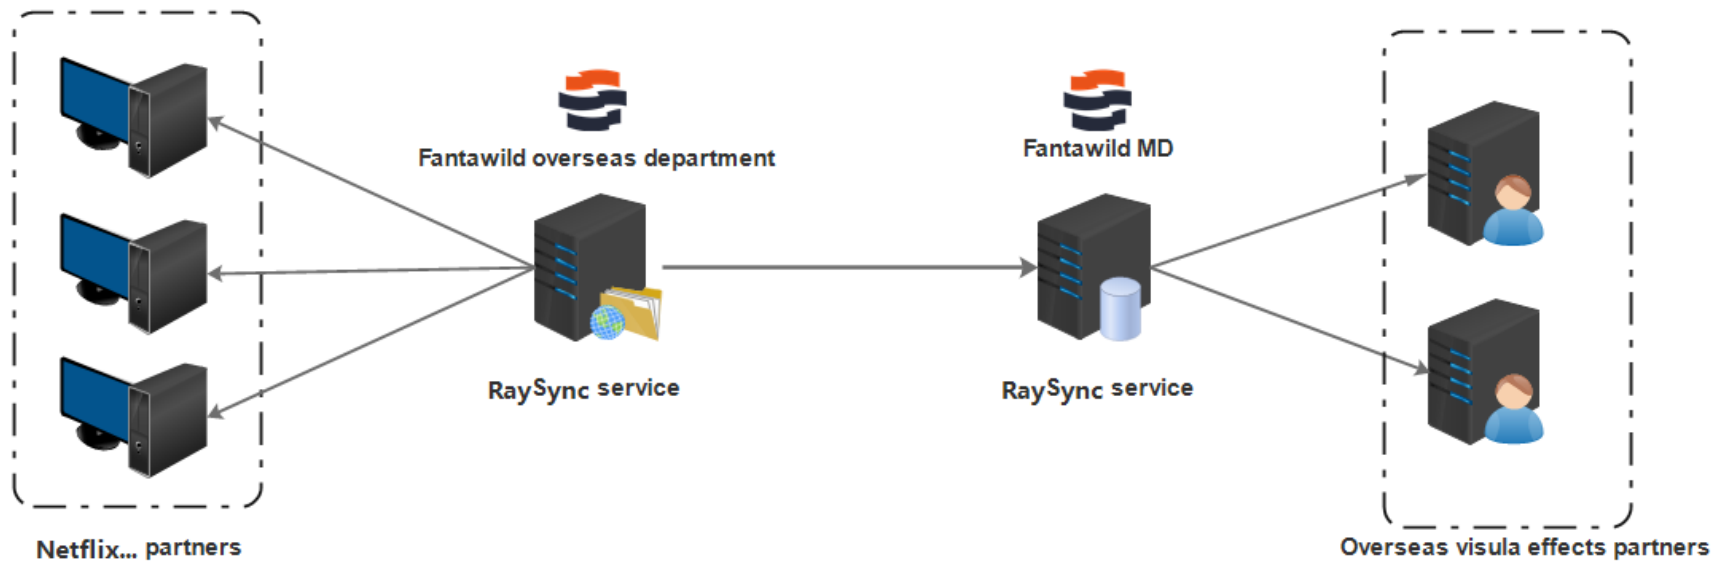 Fantawild overseas department
Fantawild MD
RaySync service
RaySync service
Netflix... partners
Overseas visula effects partners